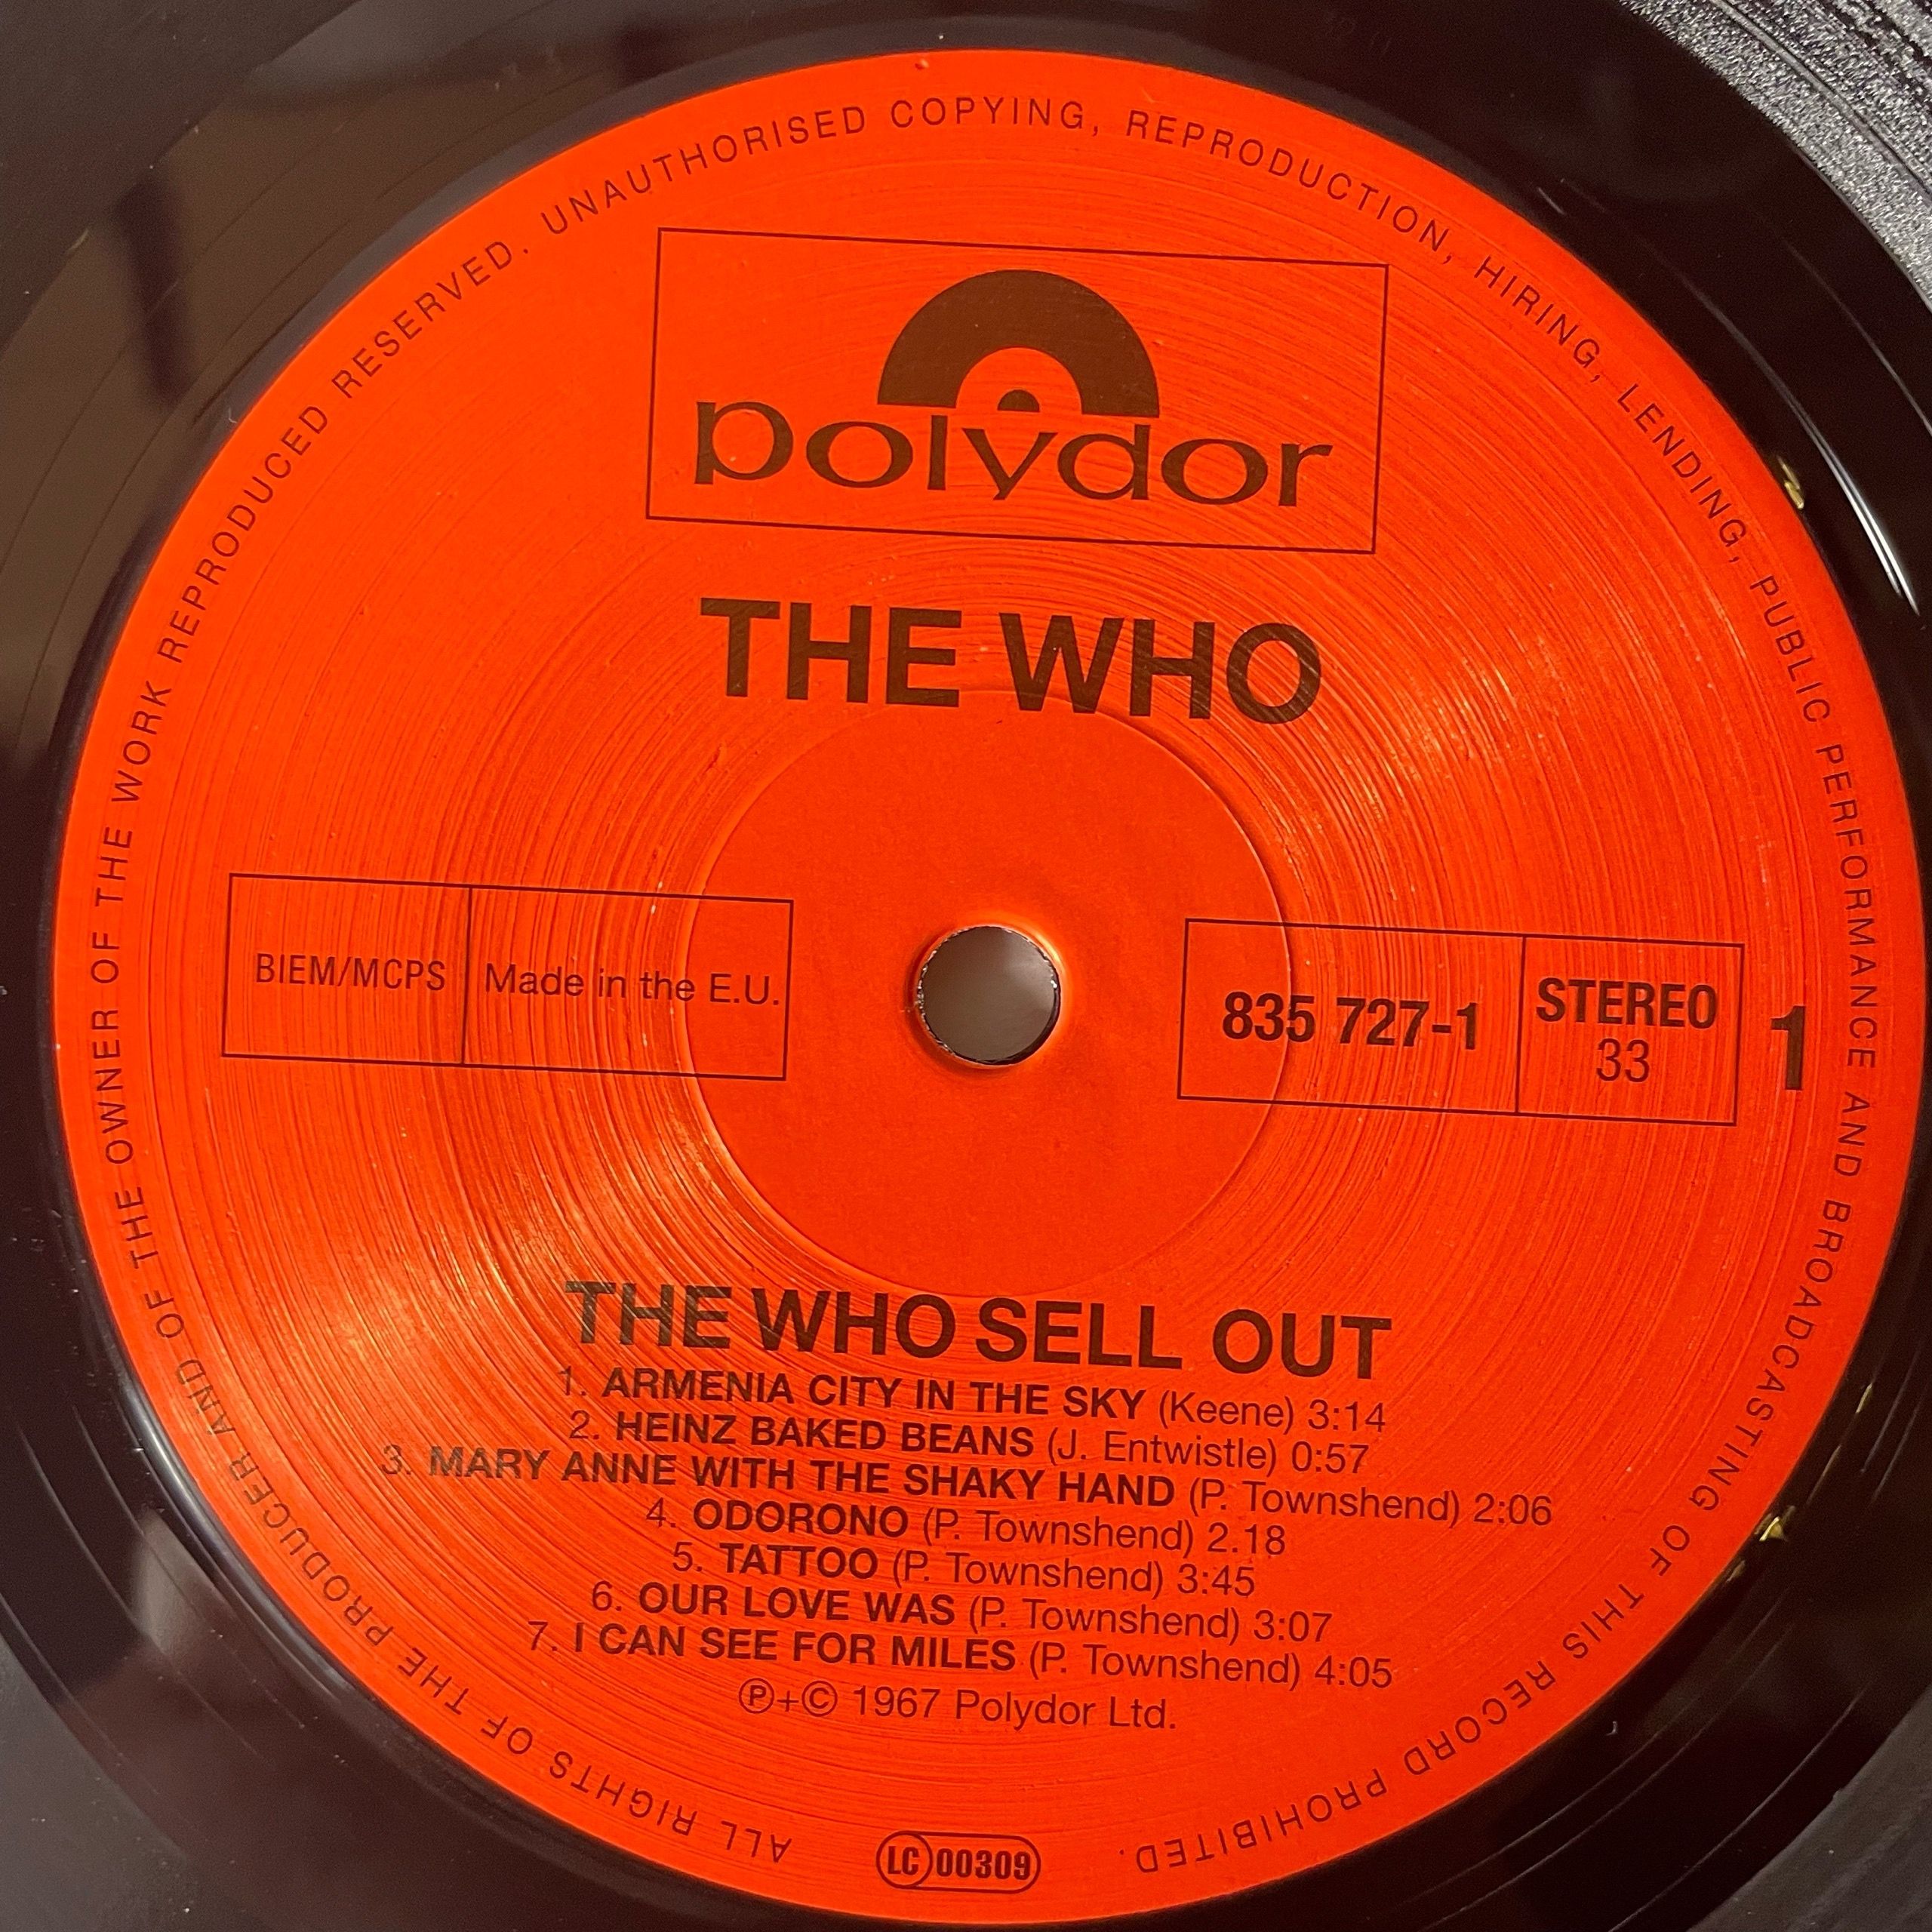 ALL RIGHTS OF THE PRODUCER AND OF THE OWNER OF THE WORK REPRODUCED RESERVED. UNAUTHORISED COPYING, REPRODUCTION, HIRING, LENDING, PUBLIC PERFORMANCE AND BROADCASTING OF THIS RECORD PROHIBITED.
polydor
THE WHO
BIEM/MCPS Made in the E.U.
835 727-1 STEREO 1
33
THE WHO SELL OUT
1. ARMENIA CITY IN THE SKY (Keene) 3:14
2. HEINZ BAKED BEANS (J. Entwistle) 0:57
3. MARY ANNE WITH THE SHAKY HAND (P. Townshend) 2:06
4. ODORONO (P. Townshend) 2.18
5. TATTOO (P. Townshend) 3:45
6. OUR LOVE WAS (P. Townshend) 3:07
7. I CAN SEE FOR MILES (P. Townshend) 4:05
℗+© 1967 Polydor Ltd.
LC 00309